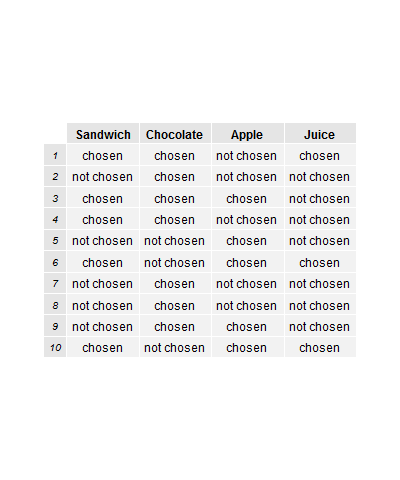 Sandwich Chocolate Apple Juice
1 chosen chosen not chosen chosen
2 not chosen chosen not chosen not chosen
3 chosen chosen chosen not chosen
4 chosen chosen not chosen not chosen
5 not chosen not chosen chosen not chosen
6 chosen not chosen chosen chosen
7 not chosen chosen not chosen not chosen
8 not chosen chosen not chosen not chosen
9 not chosen chosen chosen not chosen
10 chosen not chosen chosen chosen